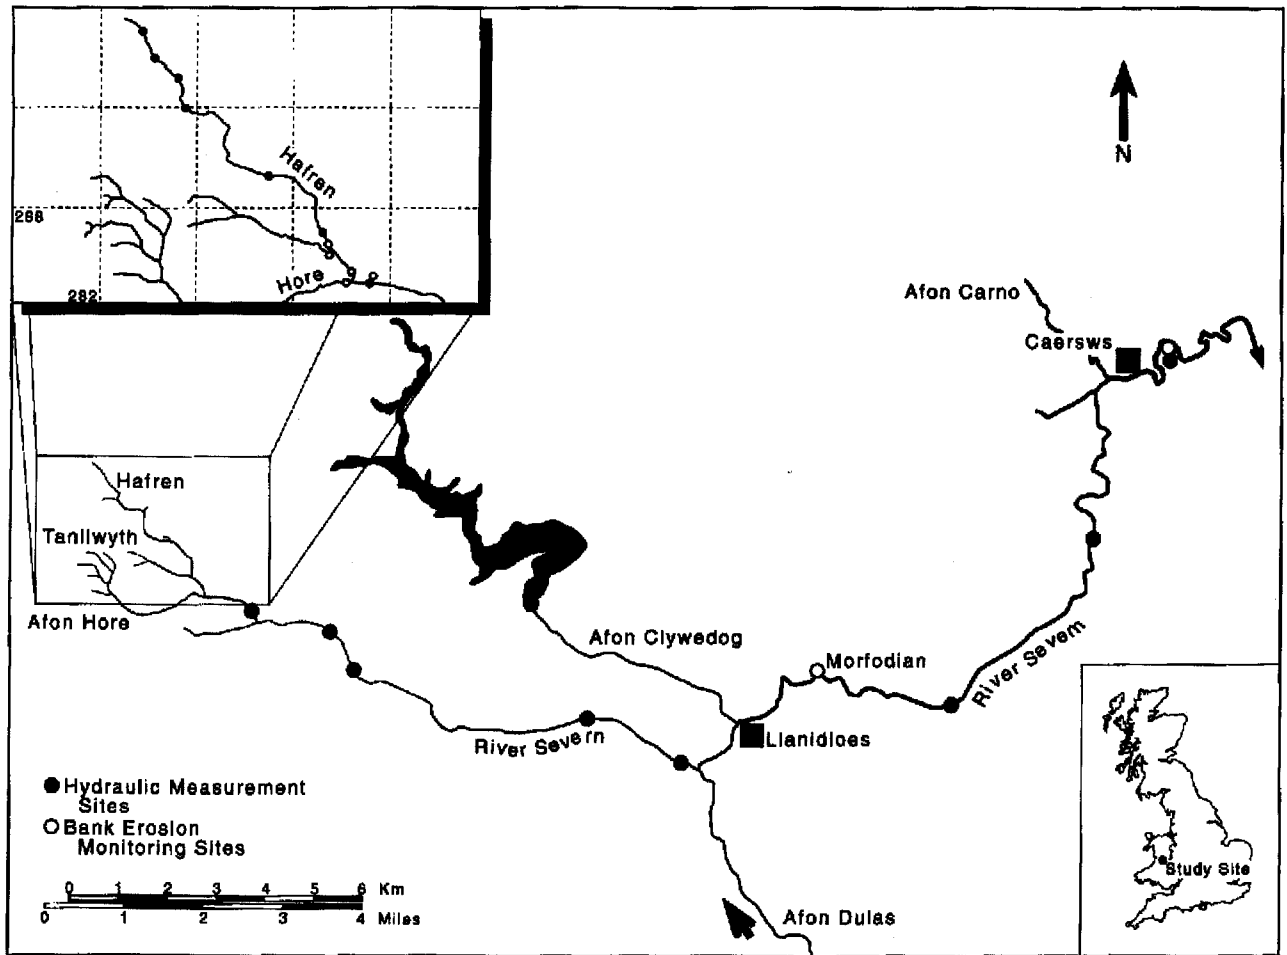 Hafren
288
Hore
282
N
Afon Carno
Caersws
Hafren
Tanllwyth
Afon Hore
Afon Clywedog
Morfodian
River Severn
Llanidloes
River Severn
Hydraulic Measurement
Sites
Bank Erosion
Monitoring Sites
0 1 2 3 4 5 6 Km
0 1 2 3 4 Miles
Afon Dulas
Study Site